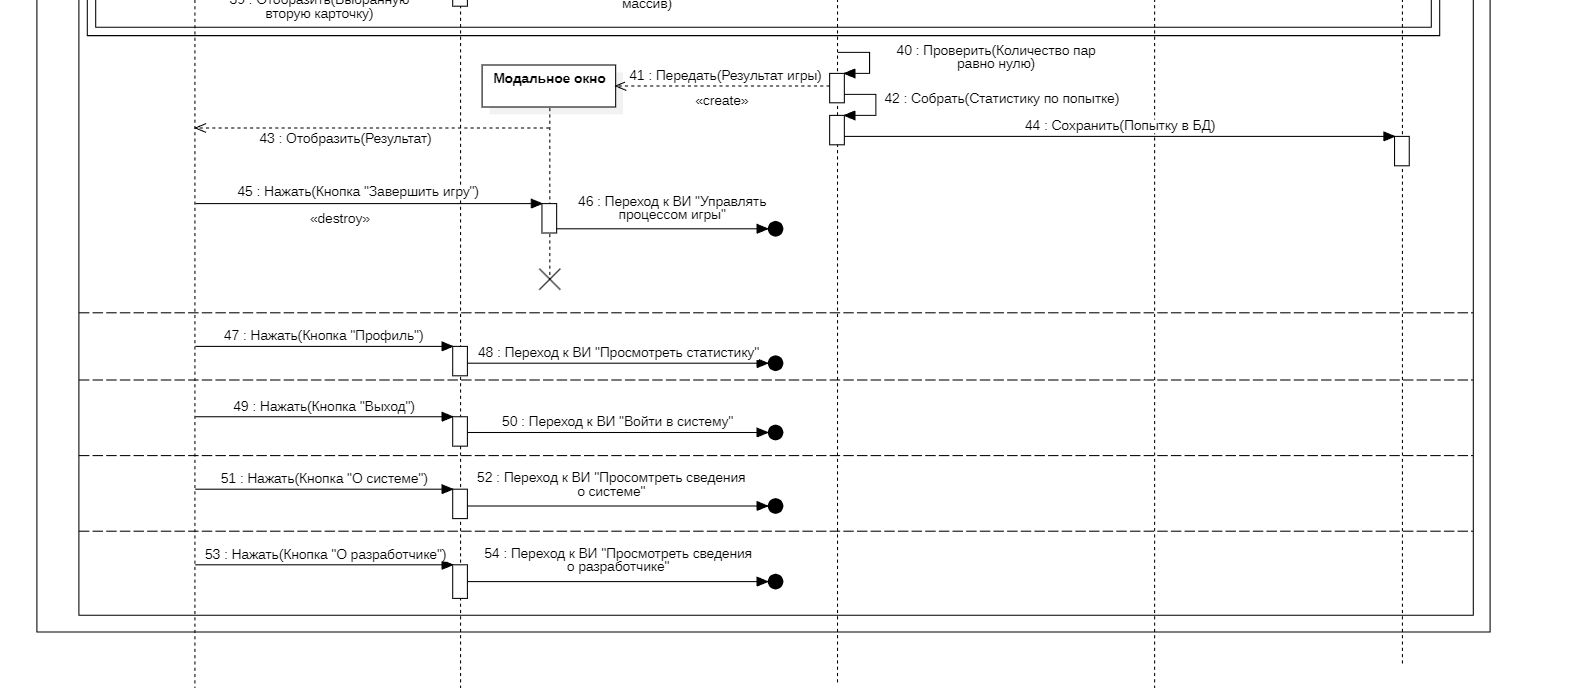 39 : Отобразить(Выбранную
вторую карточку)
массив)
40 : Проверить(Количество пар
равно нулю)
Модальное окно
41 : Передать(Результат игры)
«create»
42 : Собрать(Статистику по попытке)
43 : Отобразить(Результат)
44 : Сохранить(Попытку в БД)
45 : Нажать(Кнопка "Завершить игру")
«destroy»
46 : Переход к ВИ "Управлять
процессом игры"
47 : Нажать(Кнопка "Профиль")
48 : Переход к ВИ "Просмотреть статистику"
49 : Нажать(Кнопка "Выход")
50 : Переход к ВИ "Войти в систему"
51 : Нажать(Кнопка "О системе")
52 : Переход к ВИ "Просомтреть сведения
о системе"
53 : Нажать(Кнопка "О разработчике")
54 : Переход к ВИ "Просмотреть сведения
о разработчике"